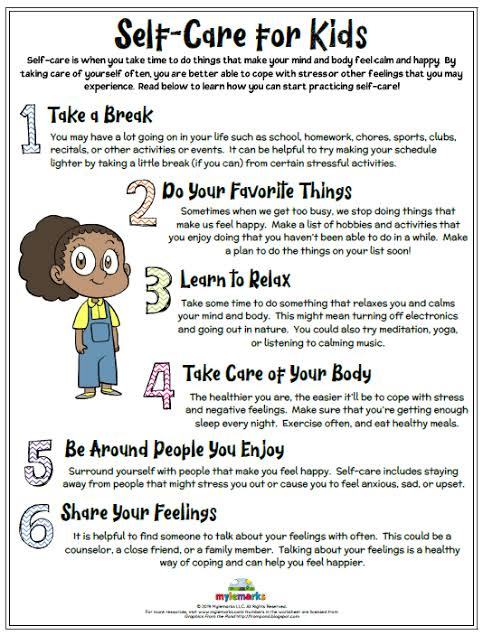 Self-Care for Kids
Self-care is when you take time to do things that make your mind and body feel calm and happy. By
taking care of yourself often, you are better able to cope with stress or other feelings that you may
experience. Read below to learn how you can start practicing self-care!
1 Take a Break
You may have a lot going on in your life such as school, homework, chores, sports, clubs,
recitals, or other activities or events. It can be helpful to try making your schedule
lighter by taking a little break (if you can) from certain stressful activities.
2 Do Your Favorite Things
Sometimes when we get too busy, we stop doing things that
make us feel happy. Make a list of hobbies and activities that
you enjoy doing that you haven't been able to do in a while. Make
a plan to do the things on your list soon!
3 Learn to Relax
Take some time to do something that relaxes you and calms
your mind and body. This might mean turning off electronics
and going out in nature. You could also try meditation, yoga,
or listening to calming music.
4 Take Care of Your Body
The healthier you are, the easier it'll be to cope with stress
and negative feelings. Make sure that you're getting enough
sleep every night. Exercise often, and eat healthy meals.
5 Be Around People You Enjoy
Surround yourself with people that make you feel happy. Self-care includes staying
away from people that might stress you out or cause you to feel anxious, sad, or upset.
6 Share Your Feelings
It is helpful to find someone to talk about your feelings with often. This could be a
counselor, a close friend, or a family member. Talking about your feelings is a healthy
way of coping and can help you feel happier.
mylemarks
© 2019 Mylemarks LLC. All Rights Reserved.
For more resources, visit www.mylemarks.com Numbers in the worksheet are licensed from
Graphics From the Pond http://frompond.blogspot.com